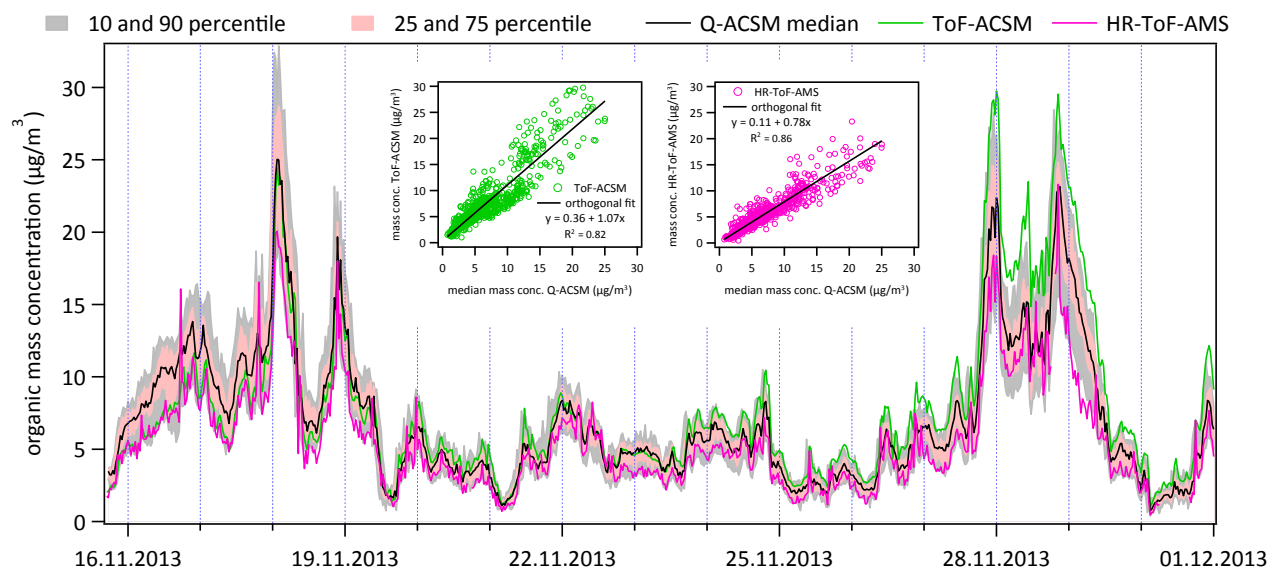 10 and 90 percentile 25 and 75 percentile Q-ACSM median ToF-ACSM HR-ToF-AMS
organic mass concentration (µg/m³)
30
25
20
15
10
5
0
16.11.2013 19.11.2013 22.11.2013 25.11.2013 28.11.2013 01.12.2013
mass conc. ToF-ACSM (µg/m³)
30
25
20
15
10
5
0
ToF-ACSM
orthogonal fit
y = 0.36 + 1.07x
R² = 0.82
0 5 10 15 20 25 30
median mass conc. Q-ACSM (µg/m³)
mass conc. HR-ToF-AMS (µg/m³)
30
25
20
15
10
5
0
HR-ToF-AMS
orthogonal fit
y = 0.11 + 0.78x
R² = 0.86
0 5 10 15 20 25 30
median mass conc. Q-ACSM (µg/m³)